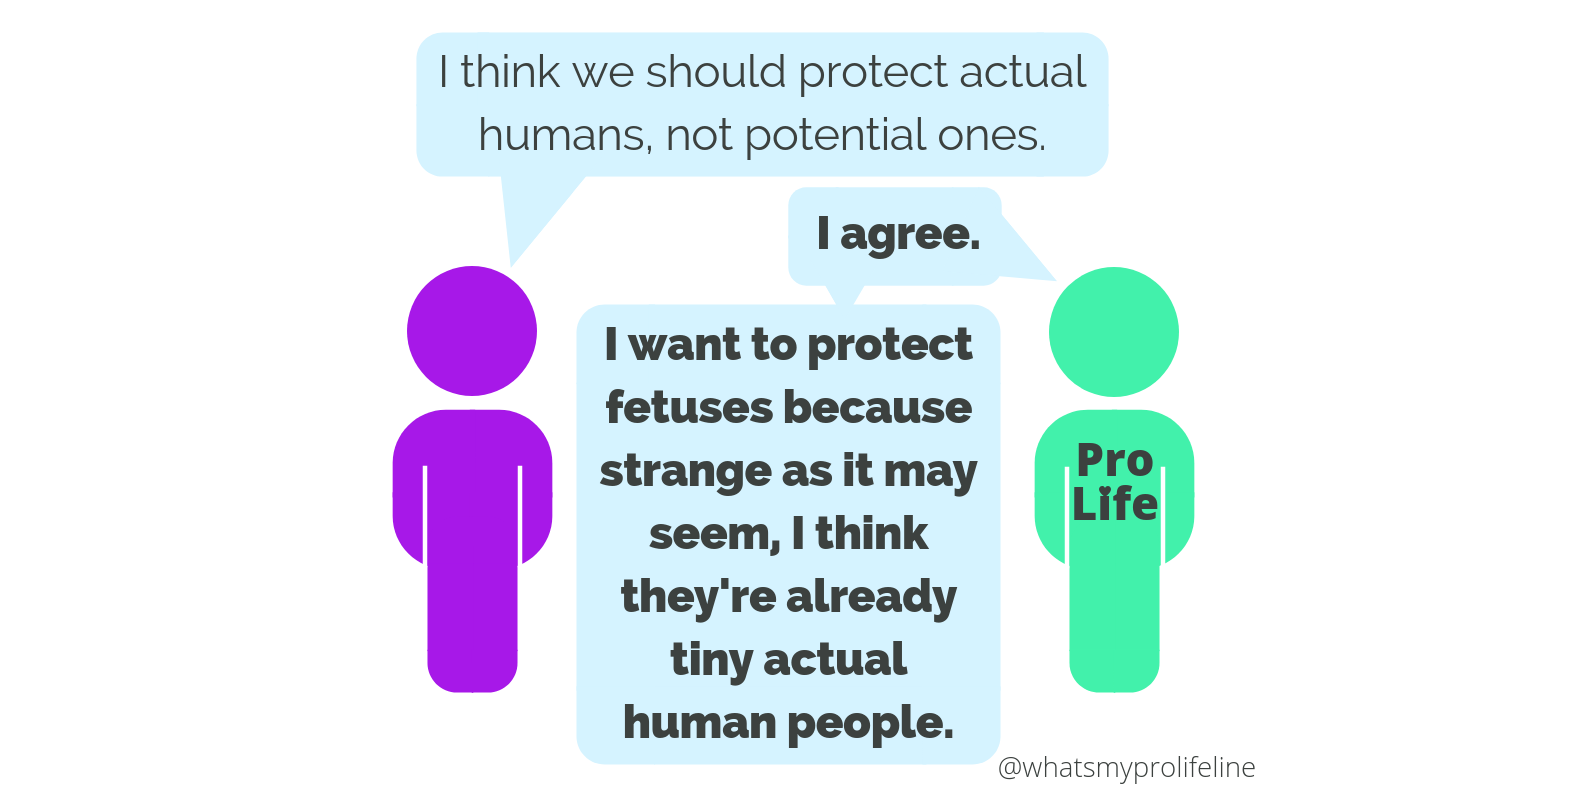 I think we should protect actual
humans, not potential ones.
I agree.
I want to protect
fetuses because
strange as it may
seem, I think
they're already
tiny actual
human people.
Pro
Life
@whatsmyprolifeline